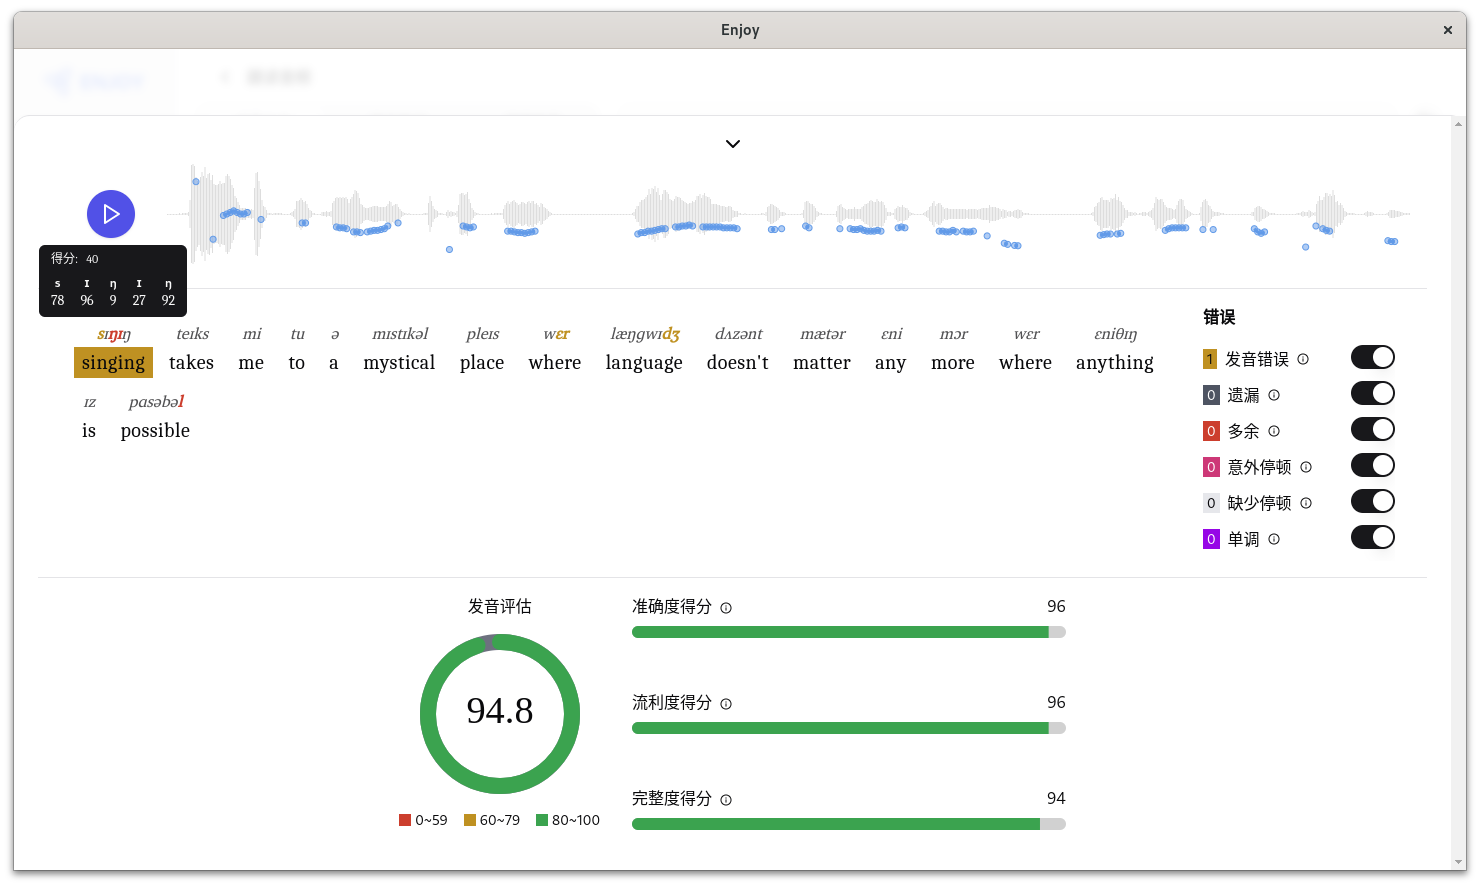 Enjoy
得分: 40
s ɪ ŋ ɪ ŋ
78 96 9 27 92
sɪŋɪŋ teɪks mi tu ə mɪstɪkəl pleɪs wɛr læŋgwɪdʒ dʌzənt mætər ɛni mɔr wɛr ɛniθɪŋ
singing takes me to a mystical place where language doesn't matter any more where anything
ɪz pɑsəbəl
is possible
错误
1 发音错误
0 遗漏
0 多余
0 意外停顿
0 缺少停顿
0 单调
发音评估
94.8
0~59 60~79 80~100
准确度得分 96
流利度得分 96
完整度得分 94